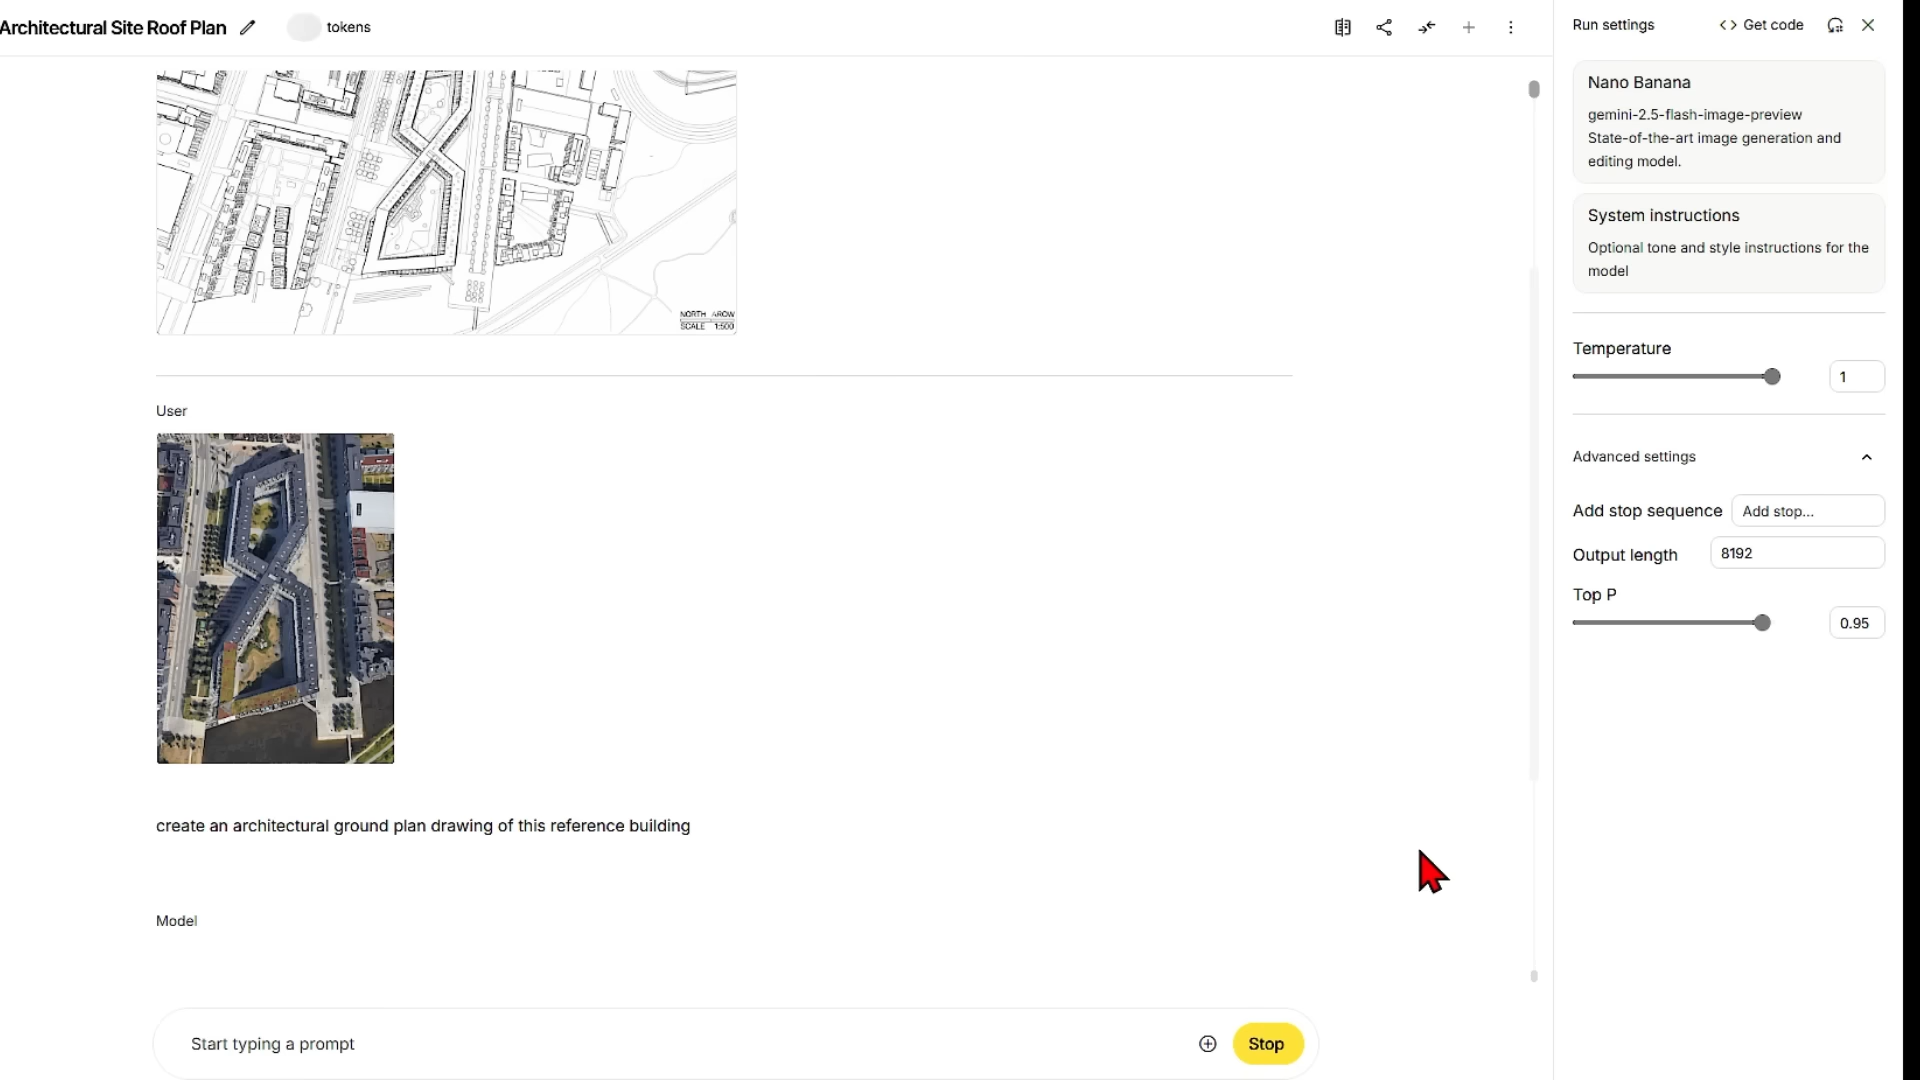 Architectural Site Roof Plan
tokens
NORTH AROW
SCALE 1:500
User
create an architectural ground plan drawing of this reference building
Model
Start typing a prompt
Stop
Run settings
Get code
Nano Banana
gemini-2.5-flash-image-preview
State-of-the-art image generation and
editing model.
System instructions
Optional tone and style instructions for the
model
Temperature
1
Advanced settings
Add stop sequence
Add stop...
Output length
8192
Top P
0.95